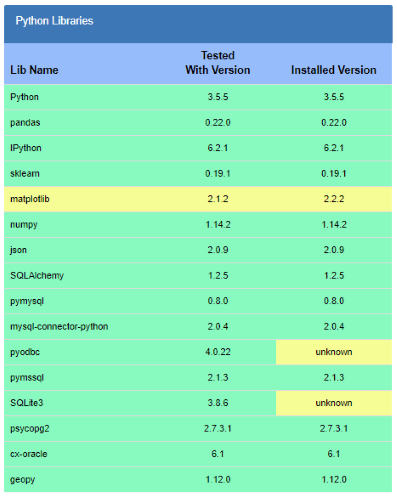 Python Libraries
Tested
Lib Name With Version Installed Version
Python 3.5.5 3.5.5
pandas 0.22.0 0.22.0
IPython 6.2.1 6.2.1
sklearn 0.19.1 0.19.1
matplotlib 2.1.2 2.2.2
numpy 1.14.2 1.14.2
json 2.0.9 2.0.9
SQLAlchemy 1.2.5 1.2.5
pymysql 0.8.0 0.8.0
mysql-connector-python 2.0.4 2.0.4
pyodbc 4.0.22 unknown
pymssql 2.1.3 2.1.3
SQLite3 3.8.6 unknown
psycopg2 2.7.3.1 2.7.3.1
cx-oracle 6.1 6.1
geopy 1.12.0 1.12.0